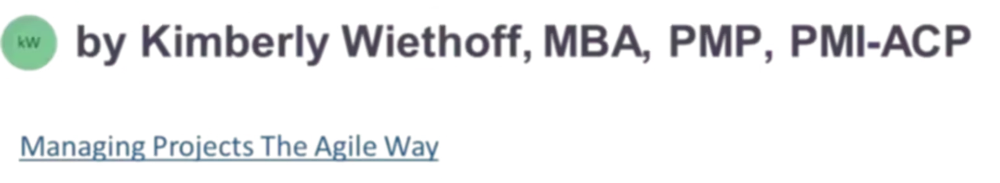 kW by Kimberly Wiethoff, MBA, PMP, PMI-ACP
Managing Projects The Agile Way